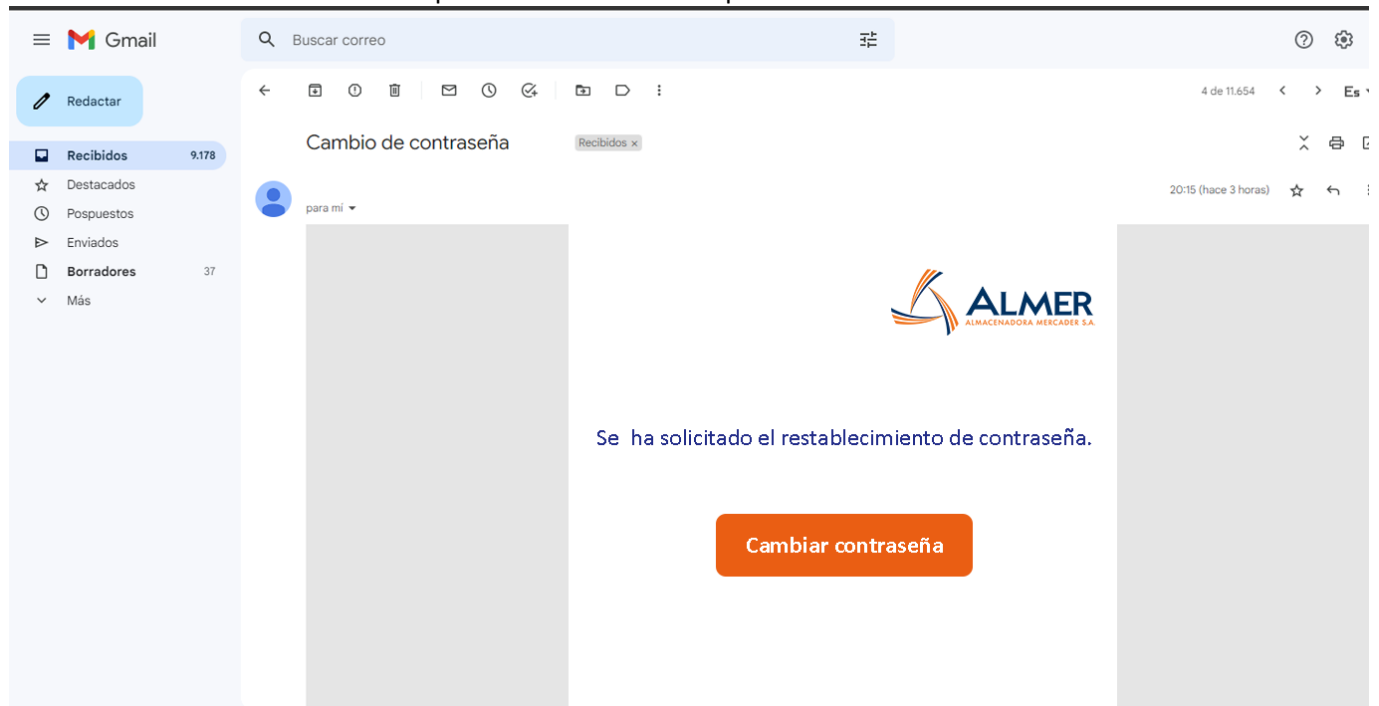 Gmail
Buscar correo
Redactar
4 de 11.654
Es
Cambio de contraseña
Recibidos x
Recibidos 9.178
Destacados
Pospuestos
Enviados
Borradores 37
Más
20:15 (hace 3 horas)
para mí
ALMER
ALMACENADORA MERCADER S.A.
Se ha solicitado el restablecimiento de contraseña.
Cambiar contraseña